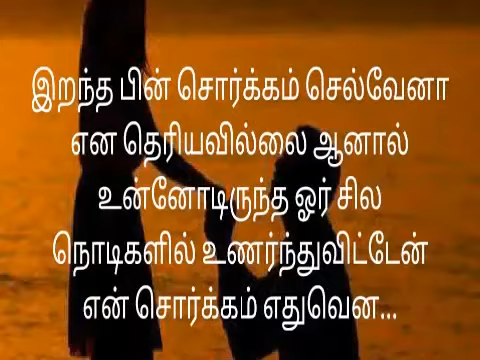 இறந்த பின் சொர்க்கம் செல்வேனா
என தெரியவில்லை ஆனால்
உன்னோடிருந்த ஓர் சில
நொடிகளில் உணர்ந்துவிட்டேன்
என் சொர்க்கம் எதுவென...